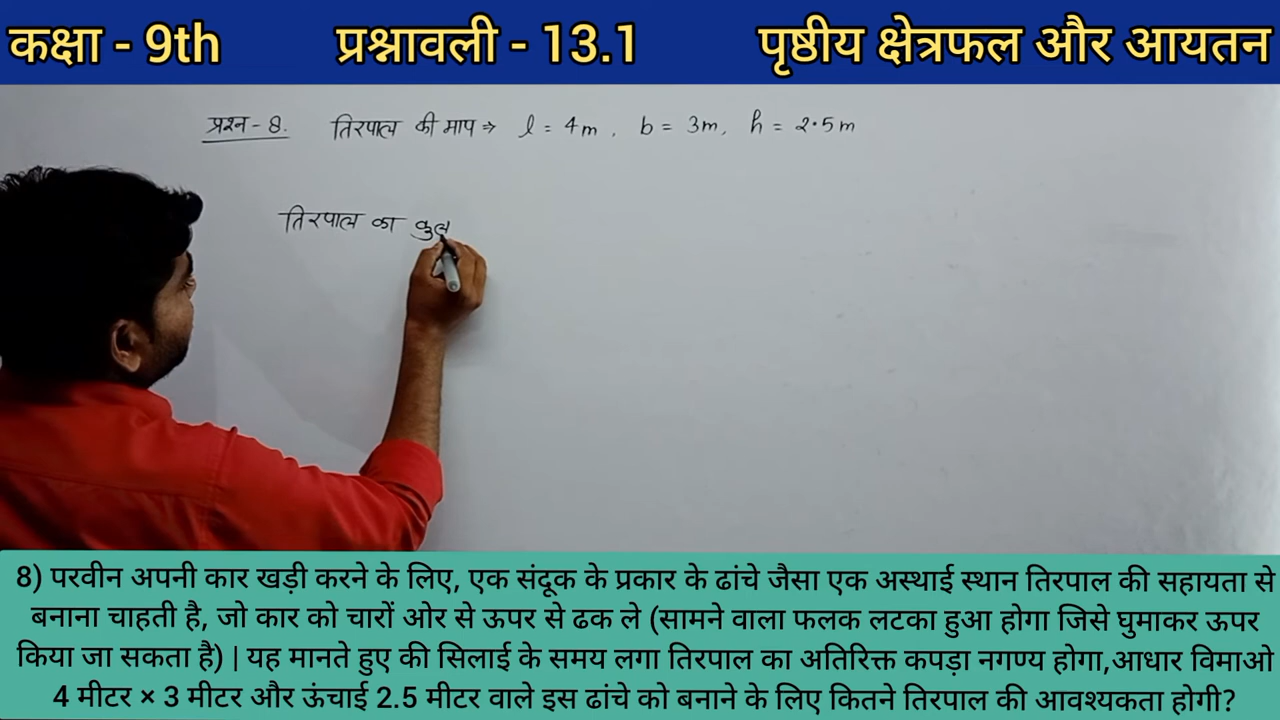 कक्षा - 9th प्रश्नावली - 13.1 पृष्ठीय क्षेत्रफल और आयतन
प्रश्न - 8. तिरपाल की माप ⇒ l = 4m, b = 3m, h = 2.5m
तिरपाल का कुल
8) परवीन अपनी कार खड़ी करने के लिए, एक संदूक के प्रकार के ढांचे जैसा एक अस्थाई स्थान तिरपाल की सहायता से
बनाना चाहती है, जो कार को चारों ओर से ऊपर से ढक ले (सामने वाला फलक लटका हुआ होगा जिसे घुमाकर ऊपर
किया जा सकता है) | यह मानते हुए की सिलाई के समय लगा तिरपाल का अतिरिक्त कपड़ा नगण्य होगा,आधार विमाओ
4 मीटर × 3 मीटर और ऊंचाई 2.5 मीटर वाले इस ढांचे को बनाने के लिए कितने तिरपाल की आवश्यकता होगी?